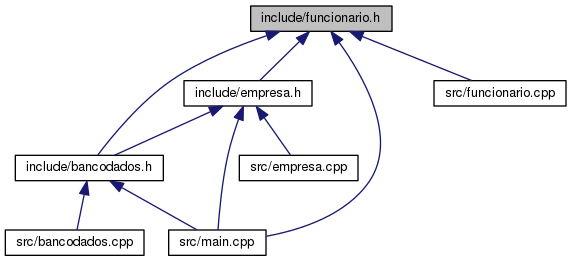 include/funcionario.h
include/empresa.h
src/funcionario.cpp
include/bancodados.h
src/empresa.cpp
src/bancodados.cpp
src/main.cpp